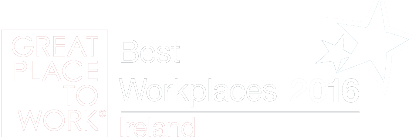 GREAT
PLACE
TO
WORK®
Best
Workplaces 2016
Ireland